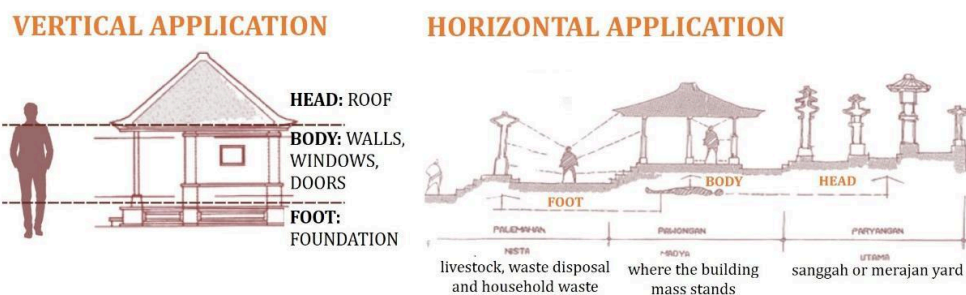 VERTICAL APPLICATION
HEAD: ROOF
BODY: WALLS,
WINDOWS,
DOORS
FOOT:
FOUNDATION
HORIZONTAL APPLICATION
FOOT
BODY
HEAD
PALEMAHAN
PAWONGAN
PARYANGAN
NISTA
MADYA
UTAMA
livestock, waste disposal
and household waste
where the building
mass stands
sanggah or merajan yard